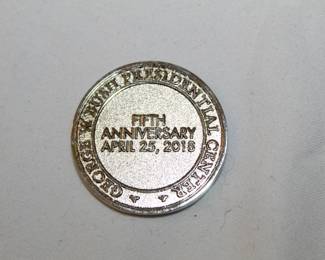 GEORGE W. BUSH PRESIDENTIAL CENTER
FIFTH
ANNIVERSARY
APRIL 25, 2018